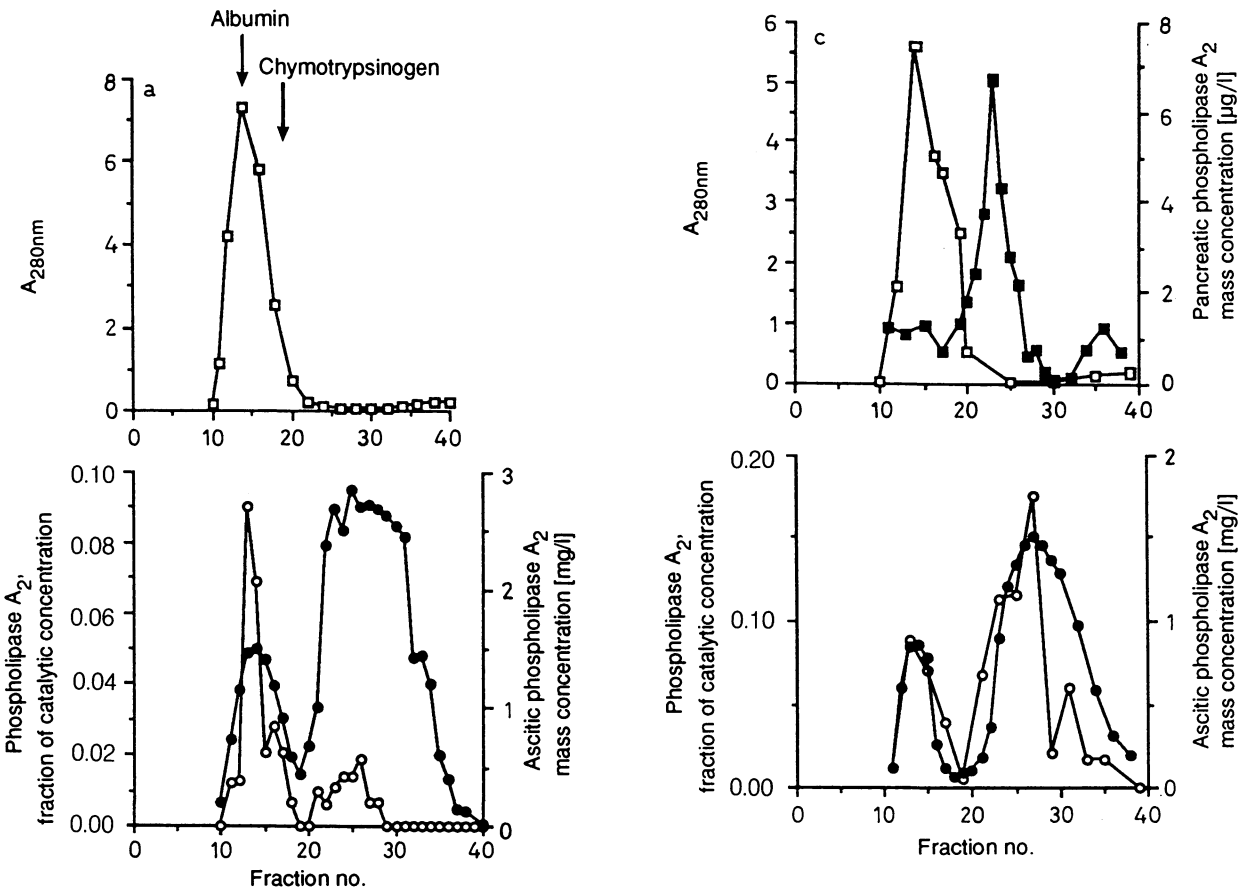 Albumin
Chymotrypsinogen
a
8
6
4
2
0
A280nm
0 10 20 30 40
0.10
0.08
0.06
0.04
0.02
0.00
Phospholipase A2,
fraction of catalytic concentration
3
2
1
0
Ascitic phospholipase A2
mass concentration [mg/l]
0 10 20 30 40
Fraction no.
c
6
5
4
3
2
1
0
A280nm
8
6
4
2
0
Pancreatic phospholipase A2
mass concentration [µg/l]
0 10 20 30 40
0.20
0.10
0.00
Phospholipase A2,
fraction of catalytic concentration
2
1
0
Ascitic phospholipase A2
mass concentration [mg/l]
0 10 20 30 40
Fraction no.